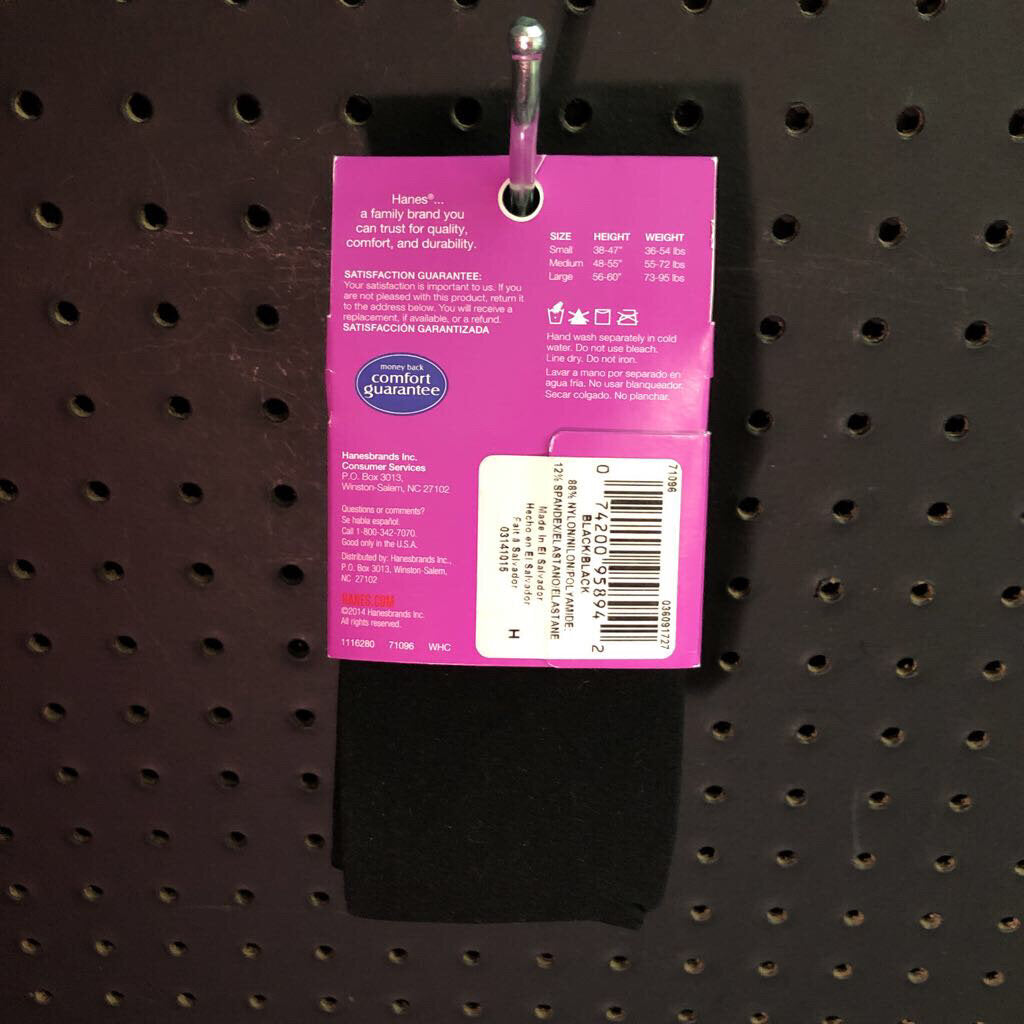 Hanes®...
a family brand you
can trust for quality,
comfort, and durability.
SATISFACTION GUARANTEE:
Your satisfaction is important to us. If you
are not pleased with this product, return it
to the address below. You will receive a
replacement, if available, or a refund.
SATISFACCIÓN GARANTIZADA
money back
comfort
guarantee
Hanesbrands Inc.
Consumer Services
P.O. Box 3013,
Winston-Salem, NC 27102
Questions or comments?
Se habla español.
Call 1-800-342-7070.
Good only in the U.S.A.
Distributed by: Hanesbrands Inc.,
P.O. Box 3013, Winston-Salem,
NC 27102
HANES.COM
©2014 Hanesbrands Inc.
All rights reserved.
1116280 71096 WHC
SIZE HEIGHT WEIGHT
Small 38-47" 36-54 lbs
Medium 48-55" 55-72 lbs
Large 56-60" 73-95 lbs
Hand wash separately in cold
water. Do not use bleach.
Line dry. Do not iron.
Lavar a mano por separado en
agua fria. No usar blanqueador.
Secar colgado. No planchar.
71096 036091727
0 74200 95894 2
BLACK/BLACK
88% NYLON/NILON/POLYAMIDE:
12% SPANDEX/ELASTANO/ELASTANE
Made in El Salvador
Hecho en El Salvador
Fait à Salvador
03141015
H